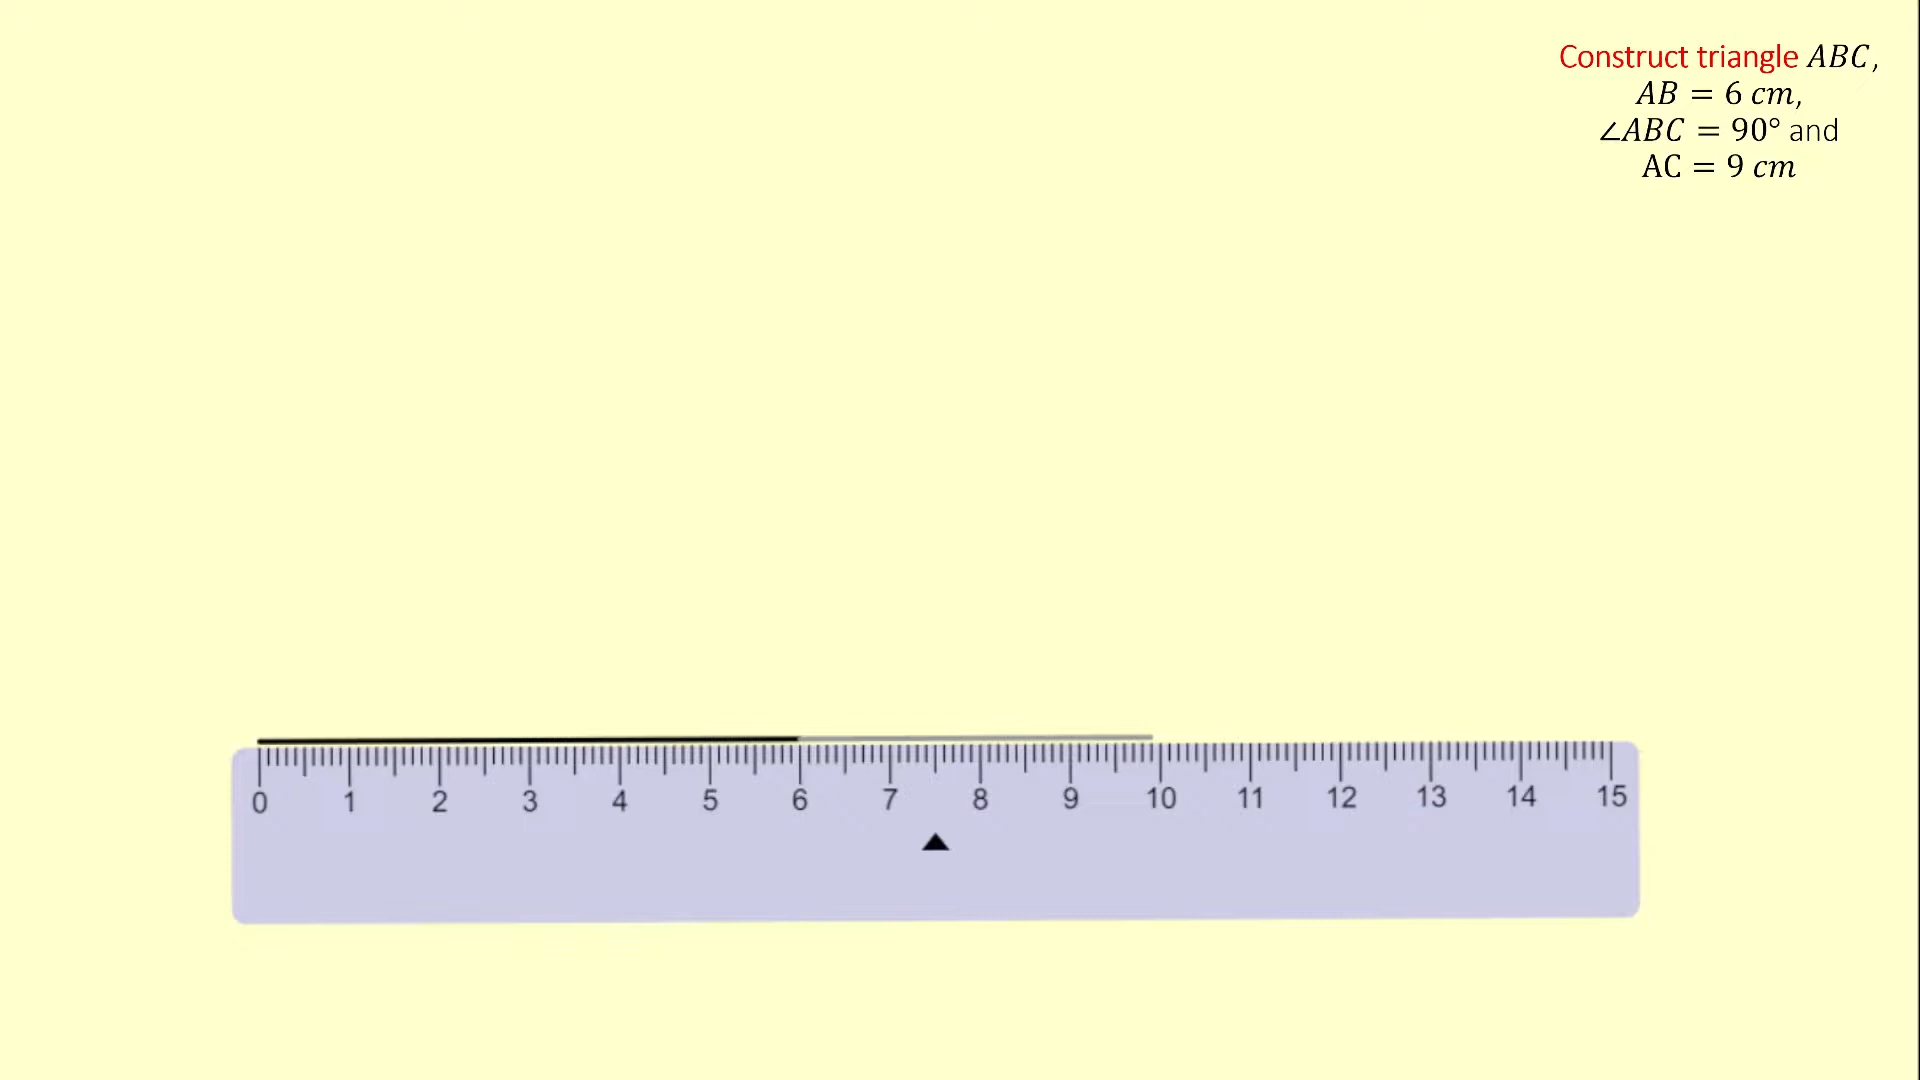 Construct triangle 𝐴𝐵𝐶,
𝐴𝐵 = 6 𝑐𝑚,
∠𝐴𝐵𝐶 = 90° and
AC = 9 𝑐𝑚
0 1 2 3 4 5 6 7 8 9 10 11 12 13 14 15